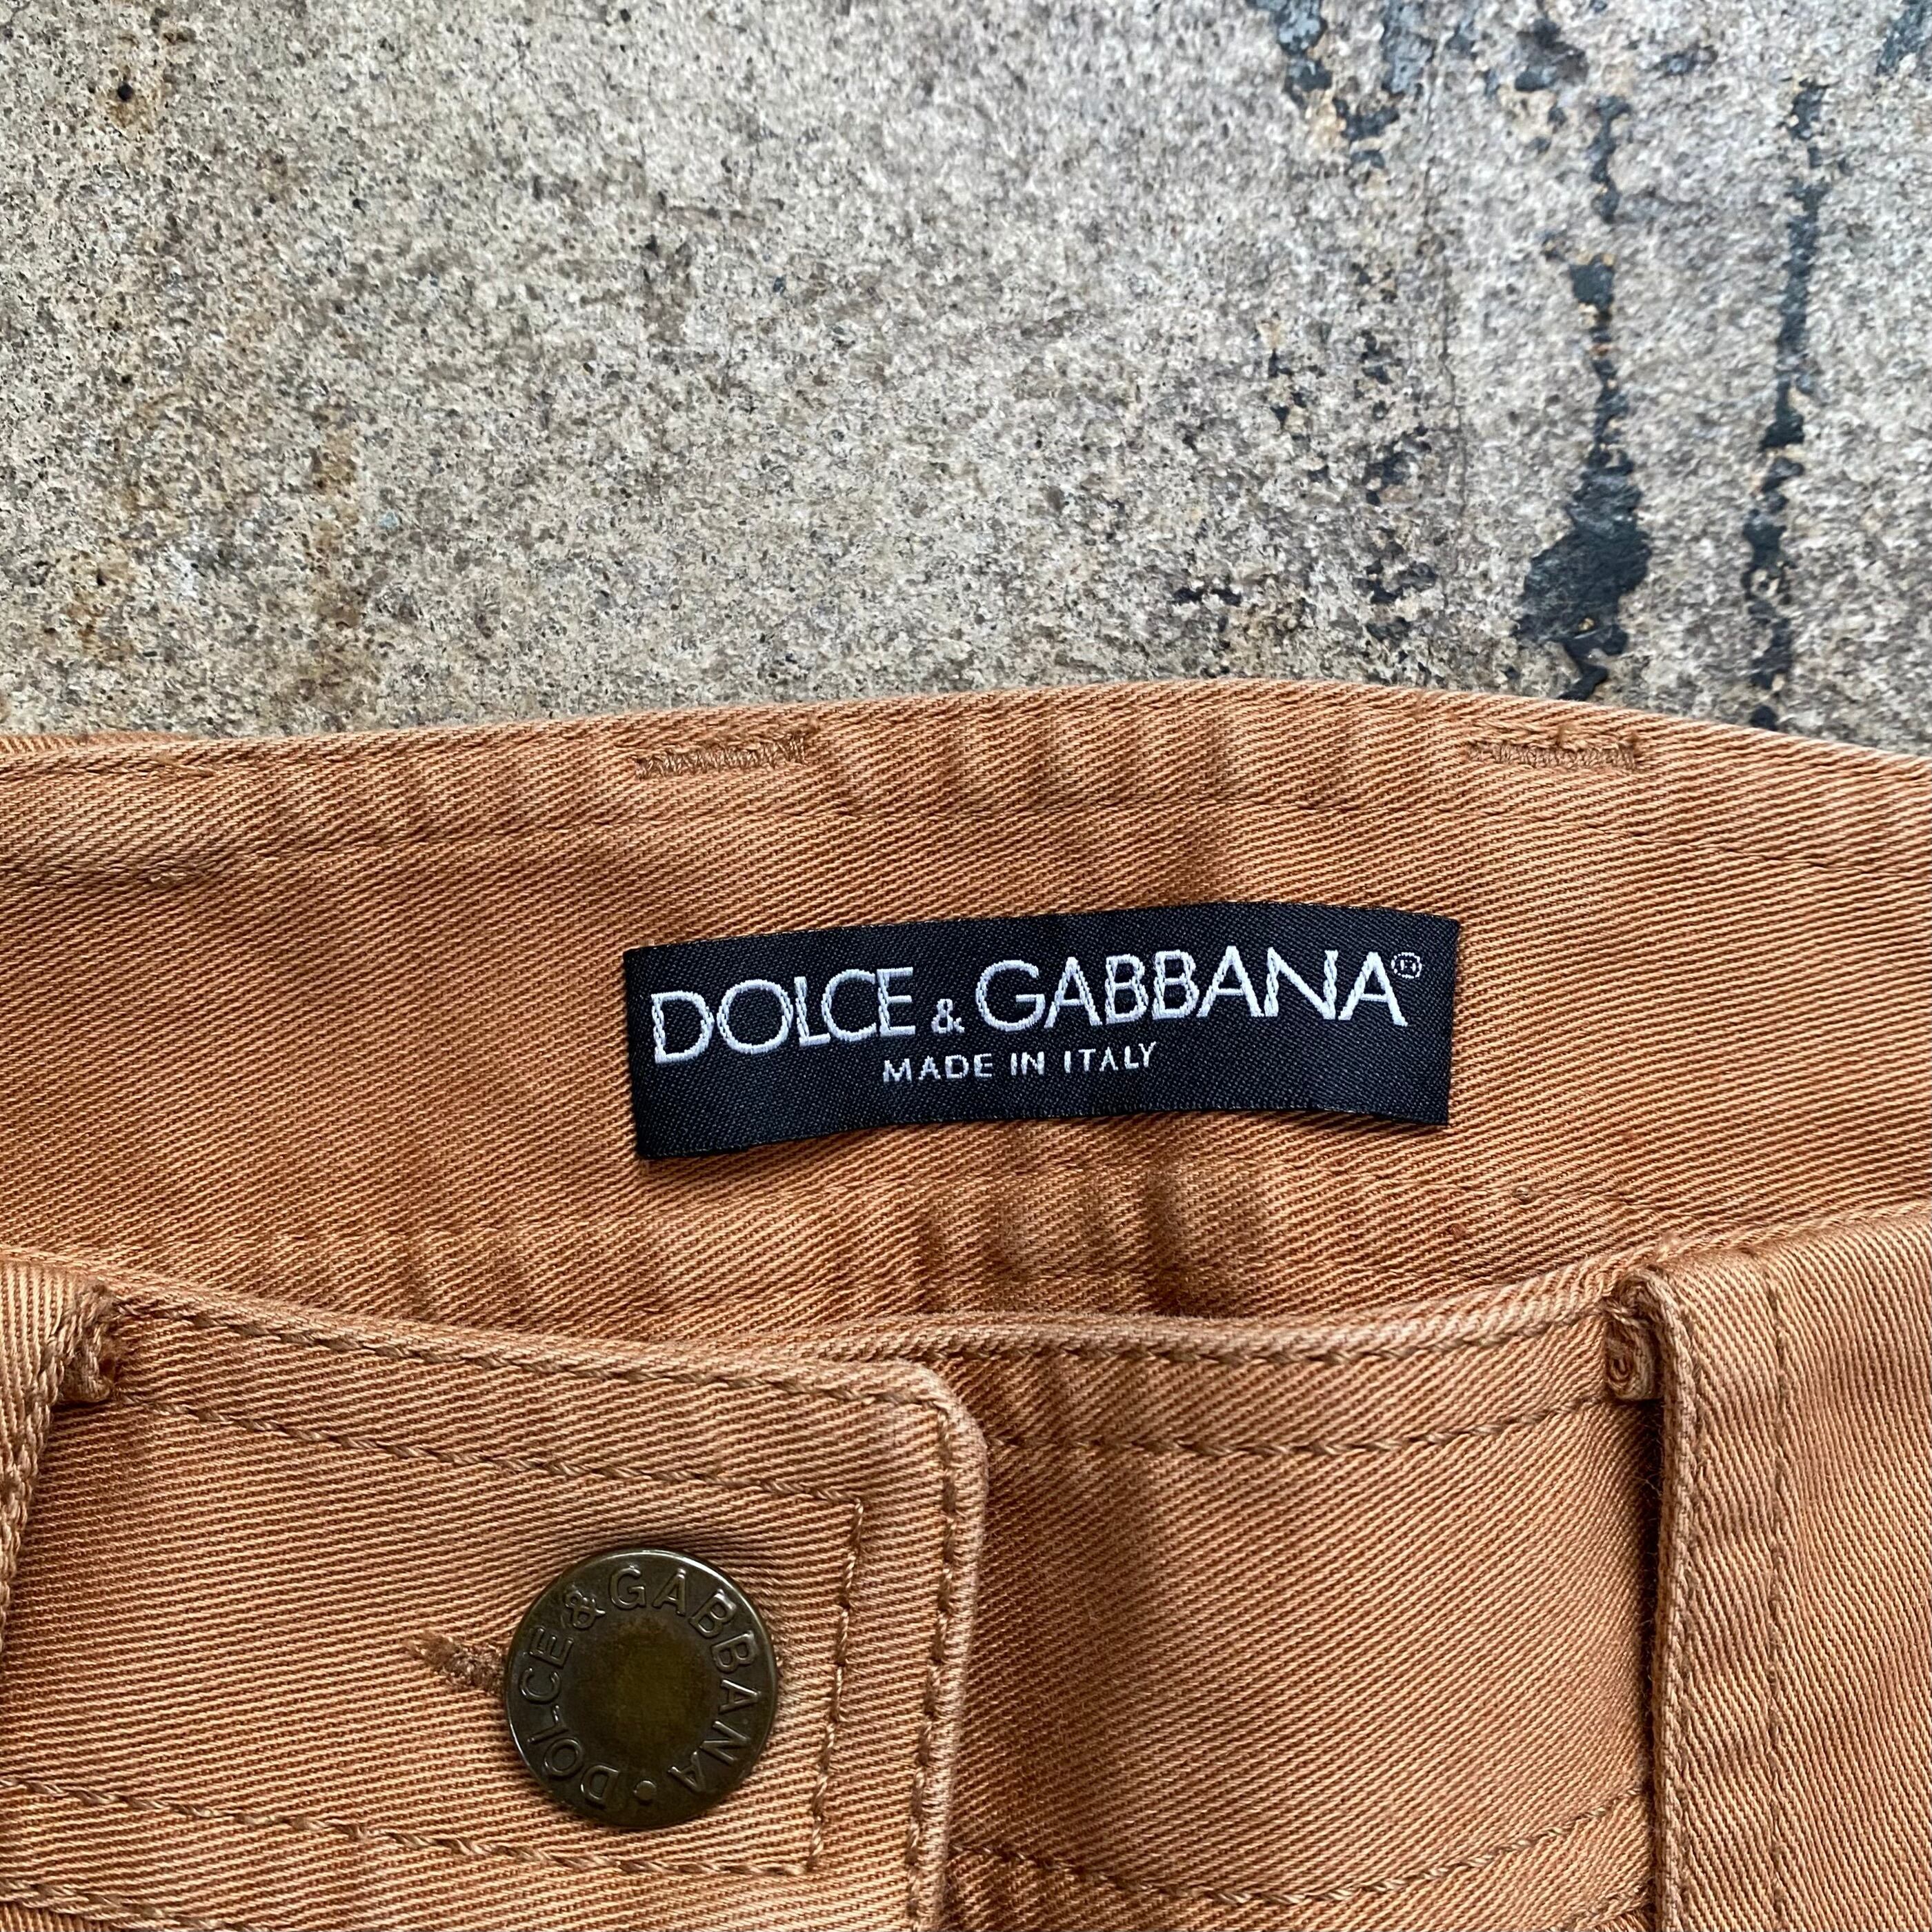 DOLCE & GABBANA®
MADE IN ITALY
DOLCE & GABBANA •